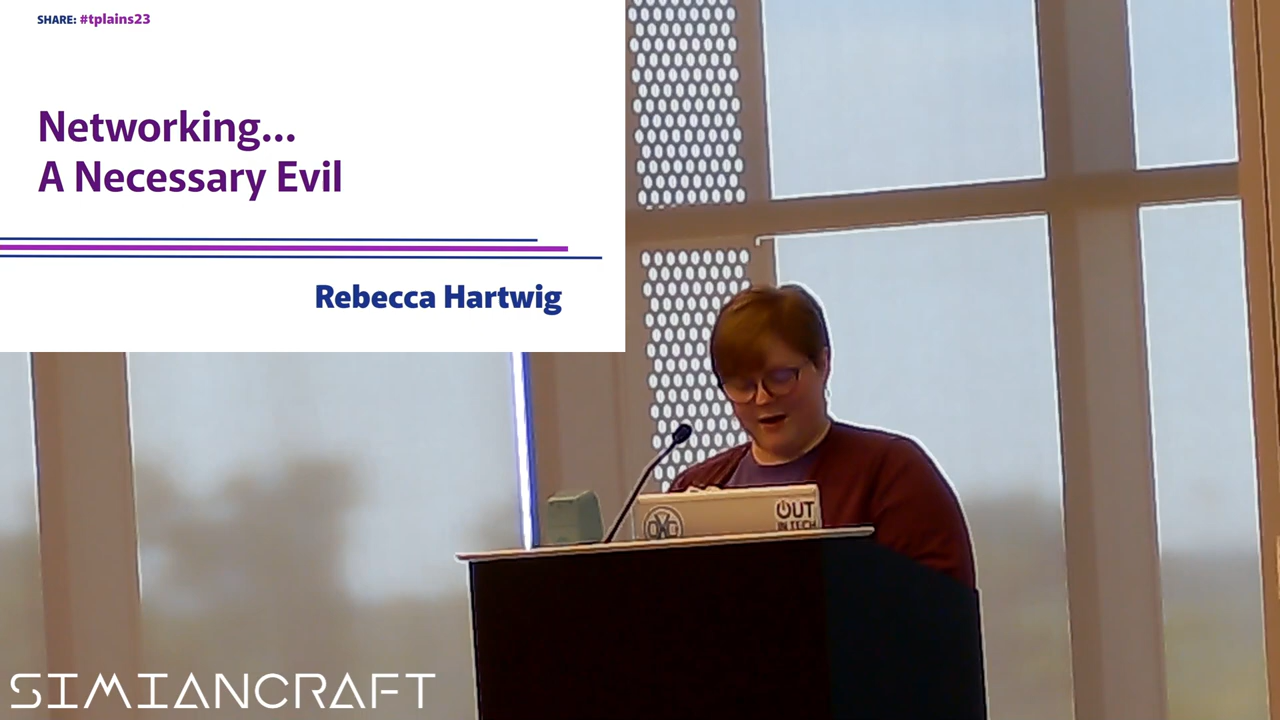 SHARE: #tplains23
Networking...
A Necessary Evil
Rebecca Hartwig
OUT
IN TECH
SIMIANCRAFT